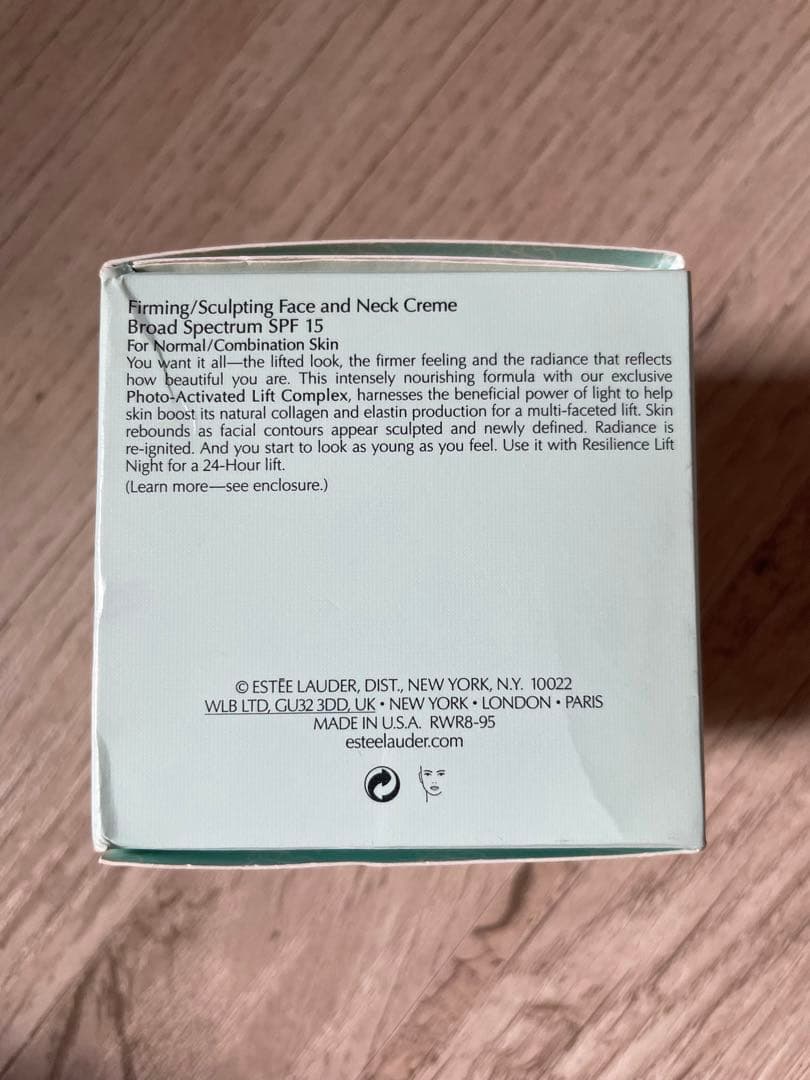 Firming/Sculpting Face and Neck Creme
Broad Spectrum SPF 15
For Normal/Combination Skin
You want it all—the lifted look, the firmer feeling and the radiance that reflects
how beautiful you are. This intensely nourishing formula with our exclusive
Photo-Activated Lift Complex, harnesses the beneficial power of light to help
skin boost its natural collagen and elastin production for a multi-faceted lift. Skin
rebounds as facial contours appear sculpted and newly defined. Radiance is
re-ignited. And you start to look as young as you feel. Use it with Resilience Lift
Night for a 24-Hour lift.
(Learn more—see enclosure.)
© ESTĒE LAUDER, DIST., NEW YORK, N.Y. 10022
WLB LTD, GU32 3DD, UK • NEW YORK • LONDON • PARIS
MADE IN U.S.A. RWR8-95
esteelauder.com